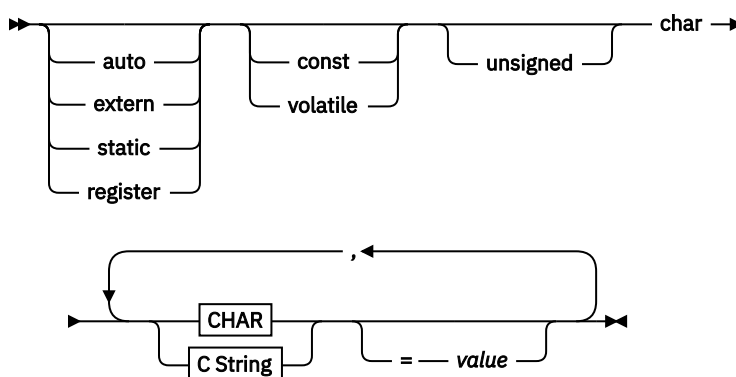 auto
extern
static
register
const
volatile
unsigned
char
,
CHAR
C String
= value